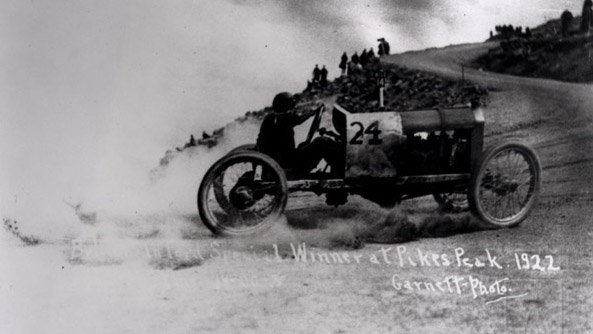 24
Special. Winner at Pikes Peak. 1922
Garnett-Photo.